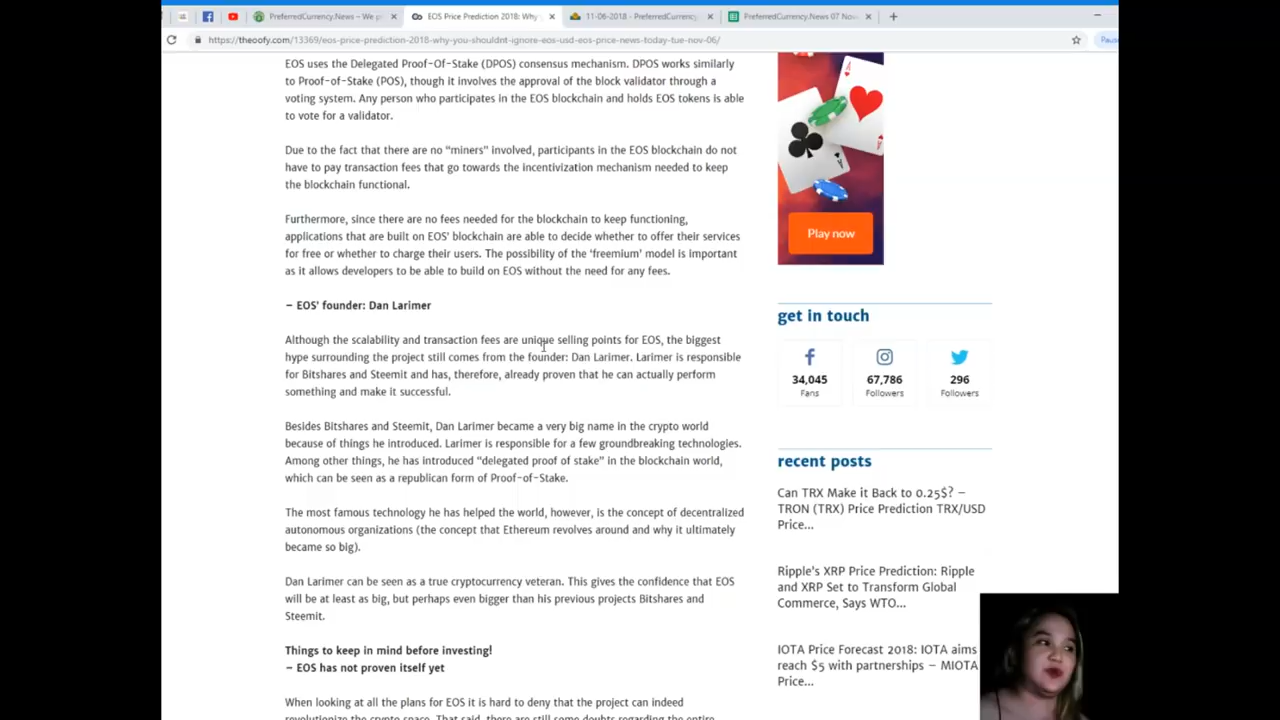 PreferredCurrency.News – We p
EOS Price Prediction 2018: Why
11-06-2018 - PreferredCurrency.
PreferredCurrency.News 07 Nov
https://theoofy.com/13369/eos-price-prediction-2018-why-you-shouldnt-ignore-eos-usd-eos-price-news-today-tue-nov-06/
Paus
EOS uses the Delegated Proof-Of-Stake (DPOS) consensus mechanism. DPOS works similarly
to Proof-of-Stake (POS), though it involves the approval of the block validator through a
voting system. Any person who participates in the EOS blockchain and holds EOS tokens is able
to vote for a validator.
Due to the fact that there are no “miners” involved, participants in the EOS blockchain do not
have to pay transaction fees that go towards the incentivization mechanism needed to keep
the blockchain functional.
Furthermore, since there are no fees needed for the blockchain to keep functioning,
applications that are built on EOS’ blockchain are able to decide whether to offer their services
for free or whether to charge their users. The possibility of the ‘freemium’ model is important
as it allows developers to be able to build on EOS without the need for any fees.
– EOS’ founder: Dan Larimer
Although the scalability and transaction fees are unique selling points for EOS, the biggest
hype surrounding the project still comes from the founder: Dan Larimer. Larimer is responsible
for Bitshares and Steemit and has, therefore, already proven that he can actually perform
something and make it successful.
Besides Bitshares and Steemit, Dan Larimer became a very big name in the crypto world
because of things he introduced. Larimer is responsible for a few groundbreaking technologies.
Among other things, he has introduced “delegated proof of stake” in the blockchain world,
which can be seen as a republican form of Proof-of-Stake.
The most famous technology he has helped the world, however, is the concept of decentralized
autonomous organizations (the concept that Ethereum revolves around and why it ultimately
became so big).
Dan Larimer can be seen as a true cryptocurrency veteran. This gives the confidence that EOS
will be at least as big, but perhaps even bigger than his previous projects Bitshares and
Steemit.
Things to keep in mind before investing!
– EOS has not proven itself yet
When looking at all the plans for EOS it is hard to deny that the project can indeed
revolutionize the crypto space. That said, there are still some doubts regarding the entire
A
A
Play now
get in touch
34,045
Fans
67,786
Followers
296
Followers
recent posts
Can TRX Make it Back to 0.25$? –
TRON (TRX) Price Prediction TRX/USD
Price...
Ripple's XRP Price Prediction: Ripple
and XRP Set to Transform Global
Commerce, Says WTO...
IOTA Price Forecast 2018: IOTA aims
reach $5 with partnerships – MIOTA
Price...